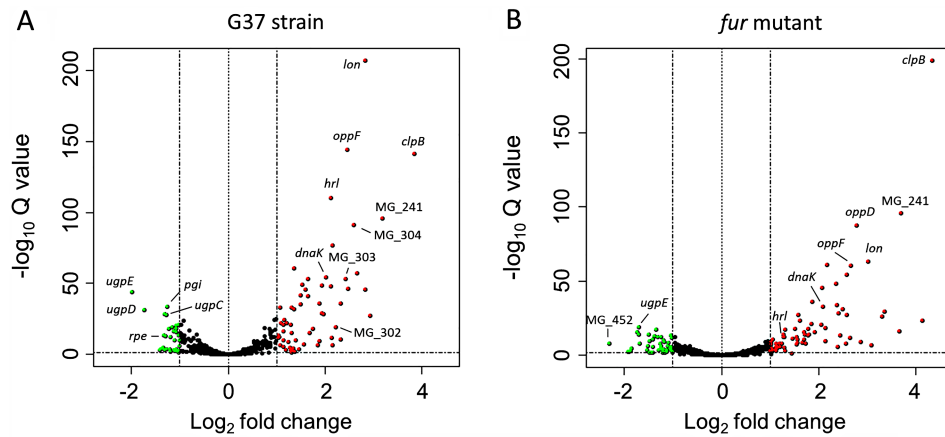 A
G37 strain
-log10 Q value
200
150
100
50
0
lon
oppF
clpB
hrl
MG_241
MG_304
dnaK
MG_303
ugpE
pgi
ugpD
ugpC
rpe
MG_302
-2
0
2
4
Log2 fold change
B
fur mutant
-log10 Q value
200
150
100
50
0
clpB
MG_241
oppD
oppF
lon
dnaK
ugpE
MG_452
hrl
-2
0
2
4
Log2 fold change